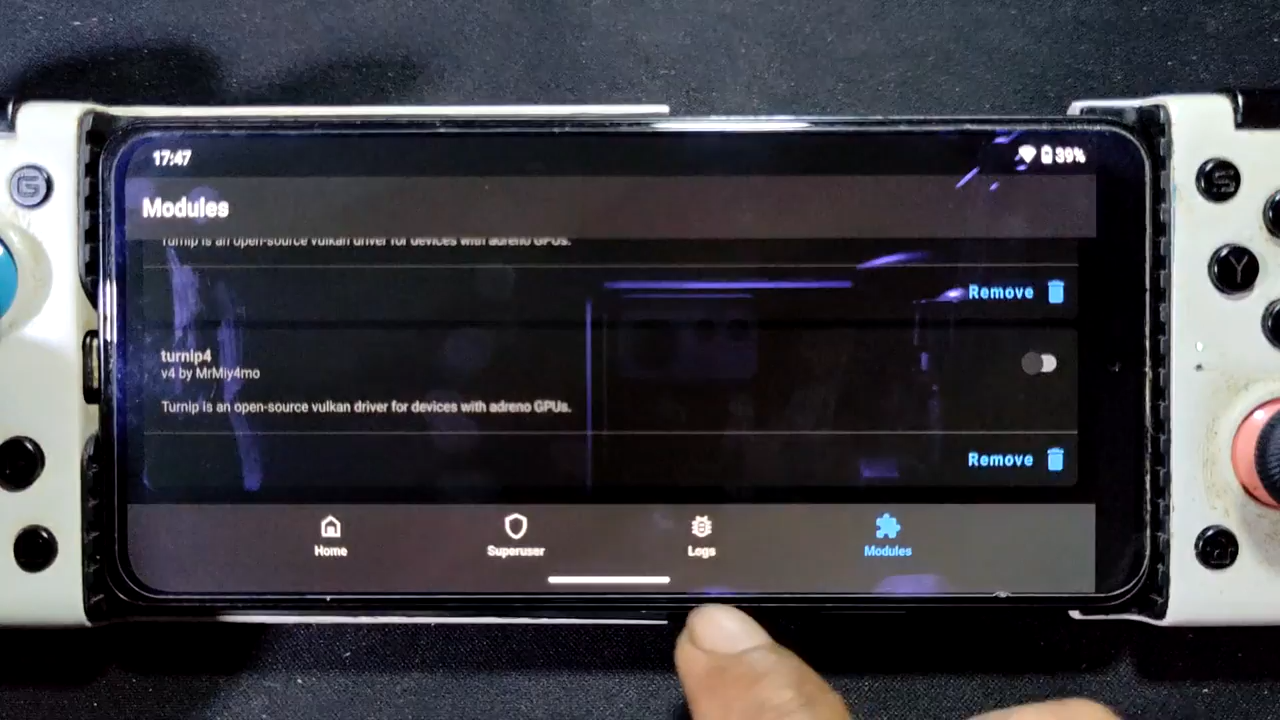 17:47
39%
Modules
Turnip is an open-source vulkan driver for devices with adreno GPUs.
Remove
turnip4
v4 by MrMiy4mo
Turnip is an open-source vulkan driver for devices with adreno GPUs.
Remove
Home
Superuser
Logs
Modules
G
S
Y